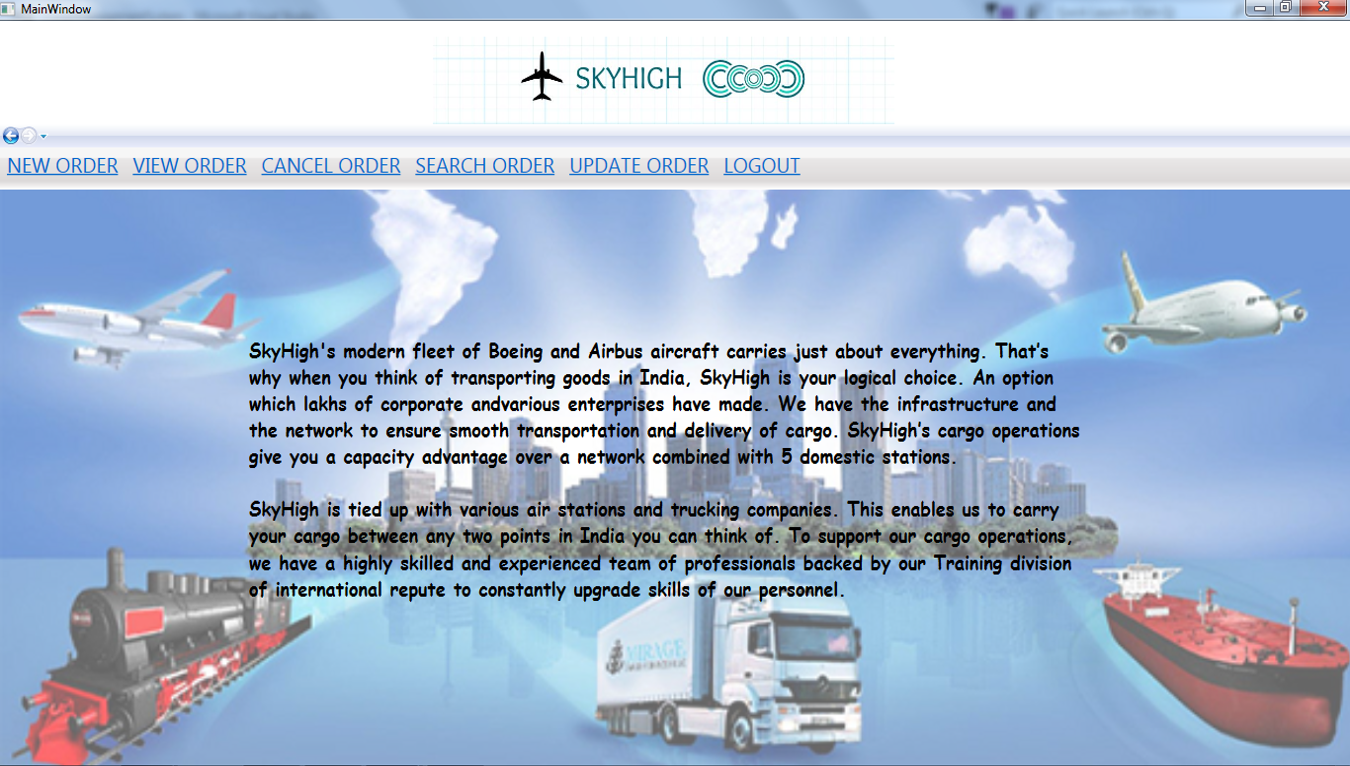 MainWindow
SKYHIGH
NEW ORDER VIEW ORDER CANCEL ORDER SEARCH ORDER UPDATE ORDER LOGOUT
SkyHigh's modern fleet of Boeing and Airbus aircraft carries just about everything. That’s
why when you think of transporting goods in India, SkyHigh is your logical choice. An option
which lakhs of corporate andvarious enterprises have made. We have the infrastructure and
the network to ensure smooth transportation and delivery of cargo. SkyHigh’s cargo operations
give you a capacity advantage over a network combined with 5 domestic stations.
SkyHigh is tied up with various air stations and trucking companies. This enables us to carry
your cargo between any two points in India you can think of. To support our cargo operations,
we have a highly skilled and experienced team of professionals backed by our Training division
of international repute to constantly upgrade skills of our personnel.
MIRAGE